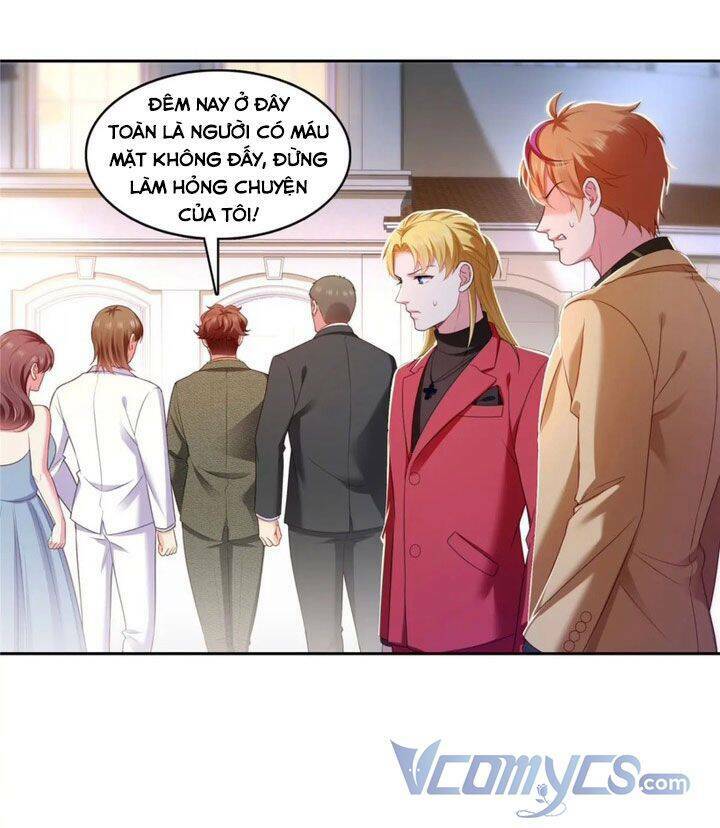 ĐÊM NAY Ở ĐÂY
TOÀN LÀ NGƯỜI CÓ MÁU
MẶT KHÔNG ĐẤY, ĐỪNG
LÀM HỎNG CHUYỆN
CỦA TÔI!
VCOMYCS.com